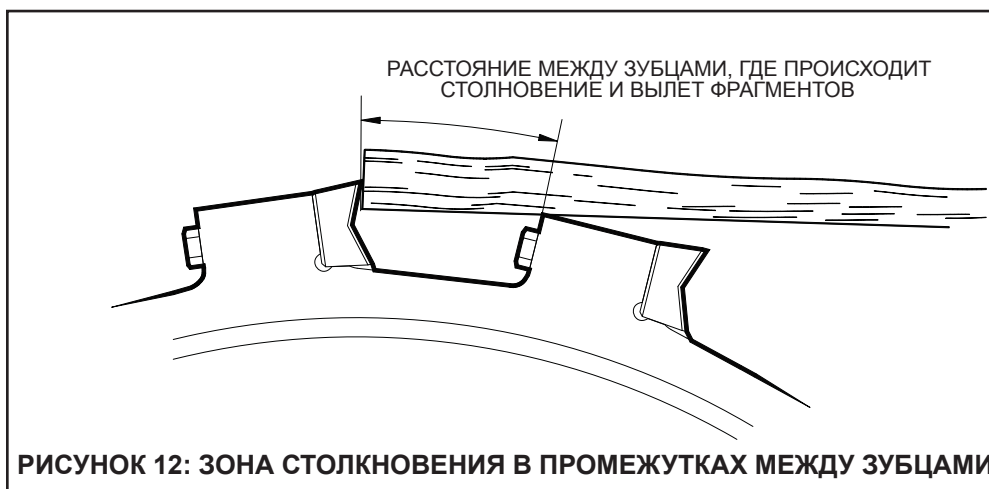 РАССТОЯНИЕ МЕЖДУ ЗУБЦАМИ, ГДЕ ПРОИСХОДИТ
СТОЛНОВЕНИЕ И ВЫЛЕТ ФРАГМЕНТОВ
РИСУНОК 12: ЗОНА СТОЛКНОВЕНИЯ В ПРОМЕЖУТКАХ МЕЖДУ ЗУБЦАМИ